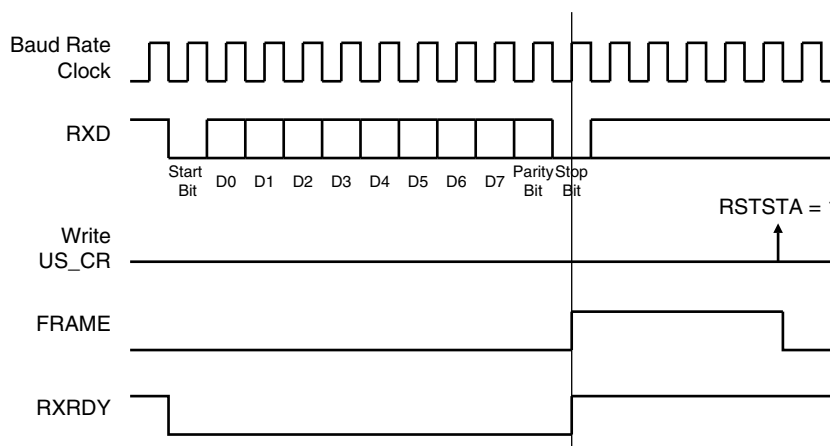 Baud Rate
Clock
RXD
Start
Bit
D0
D1
D2
D3
D4
D5
D6
D7
Parity
Bit
Stop
Bit
RSTSTA =
Write
US_CR
FRAME
RXRDY